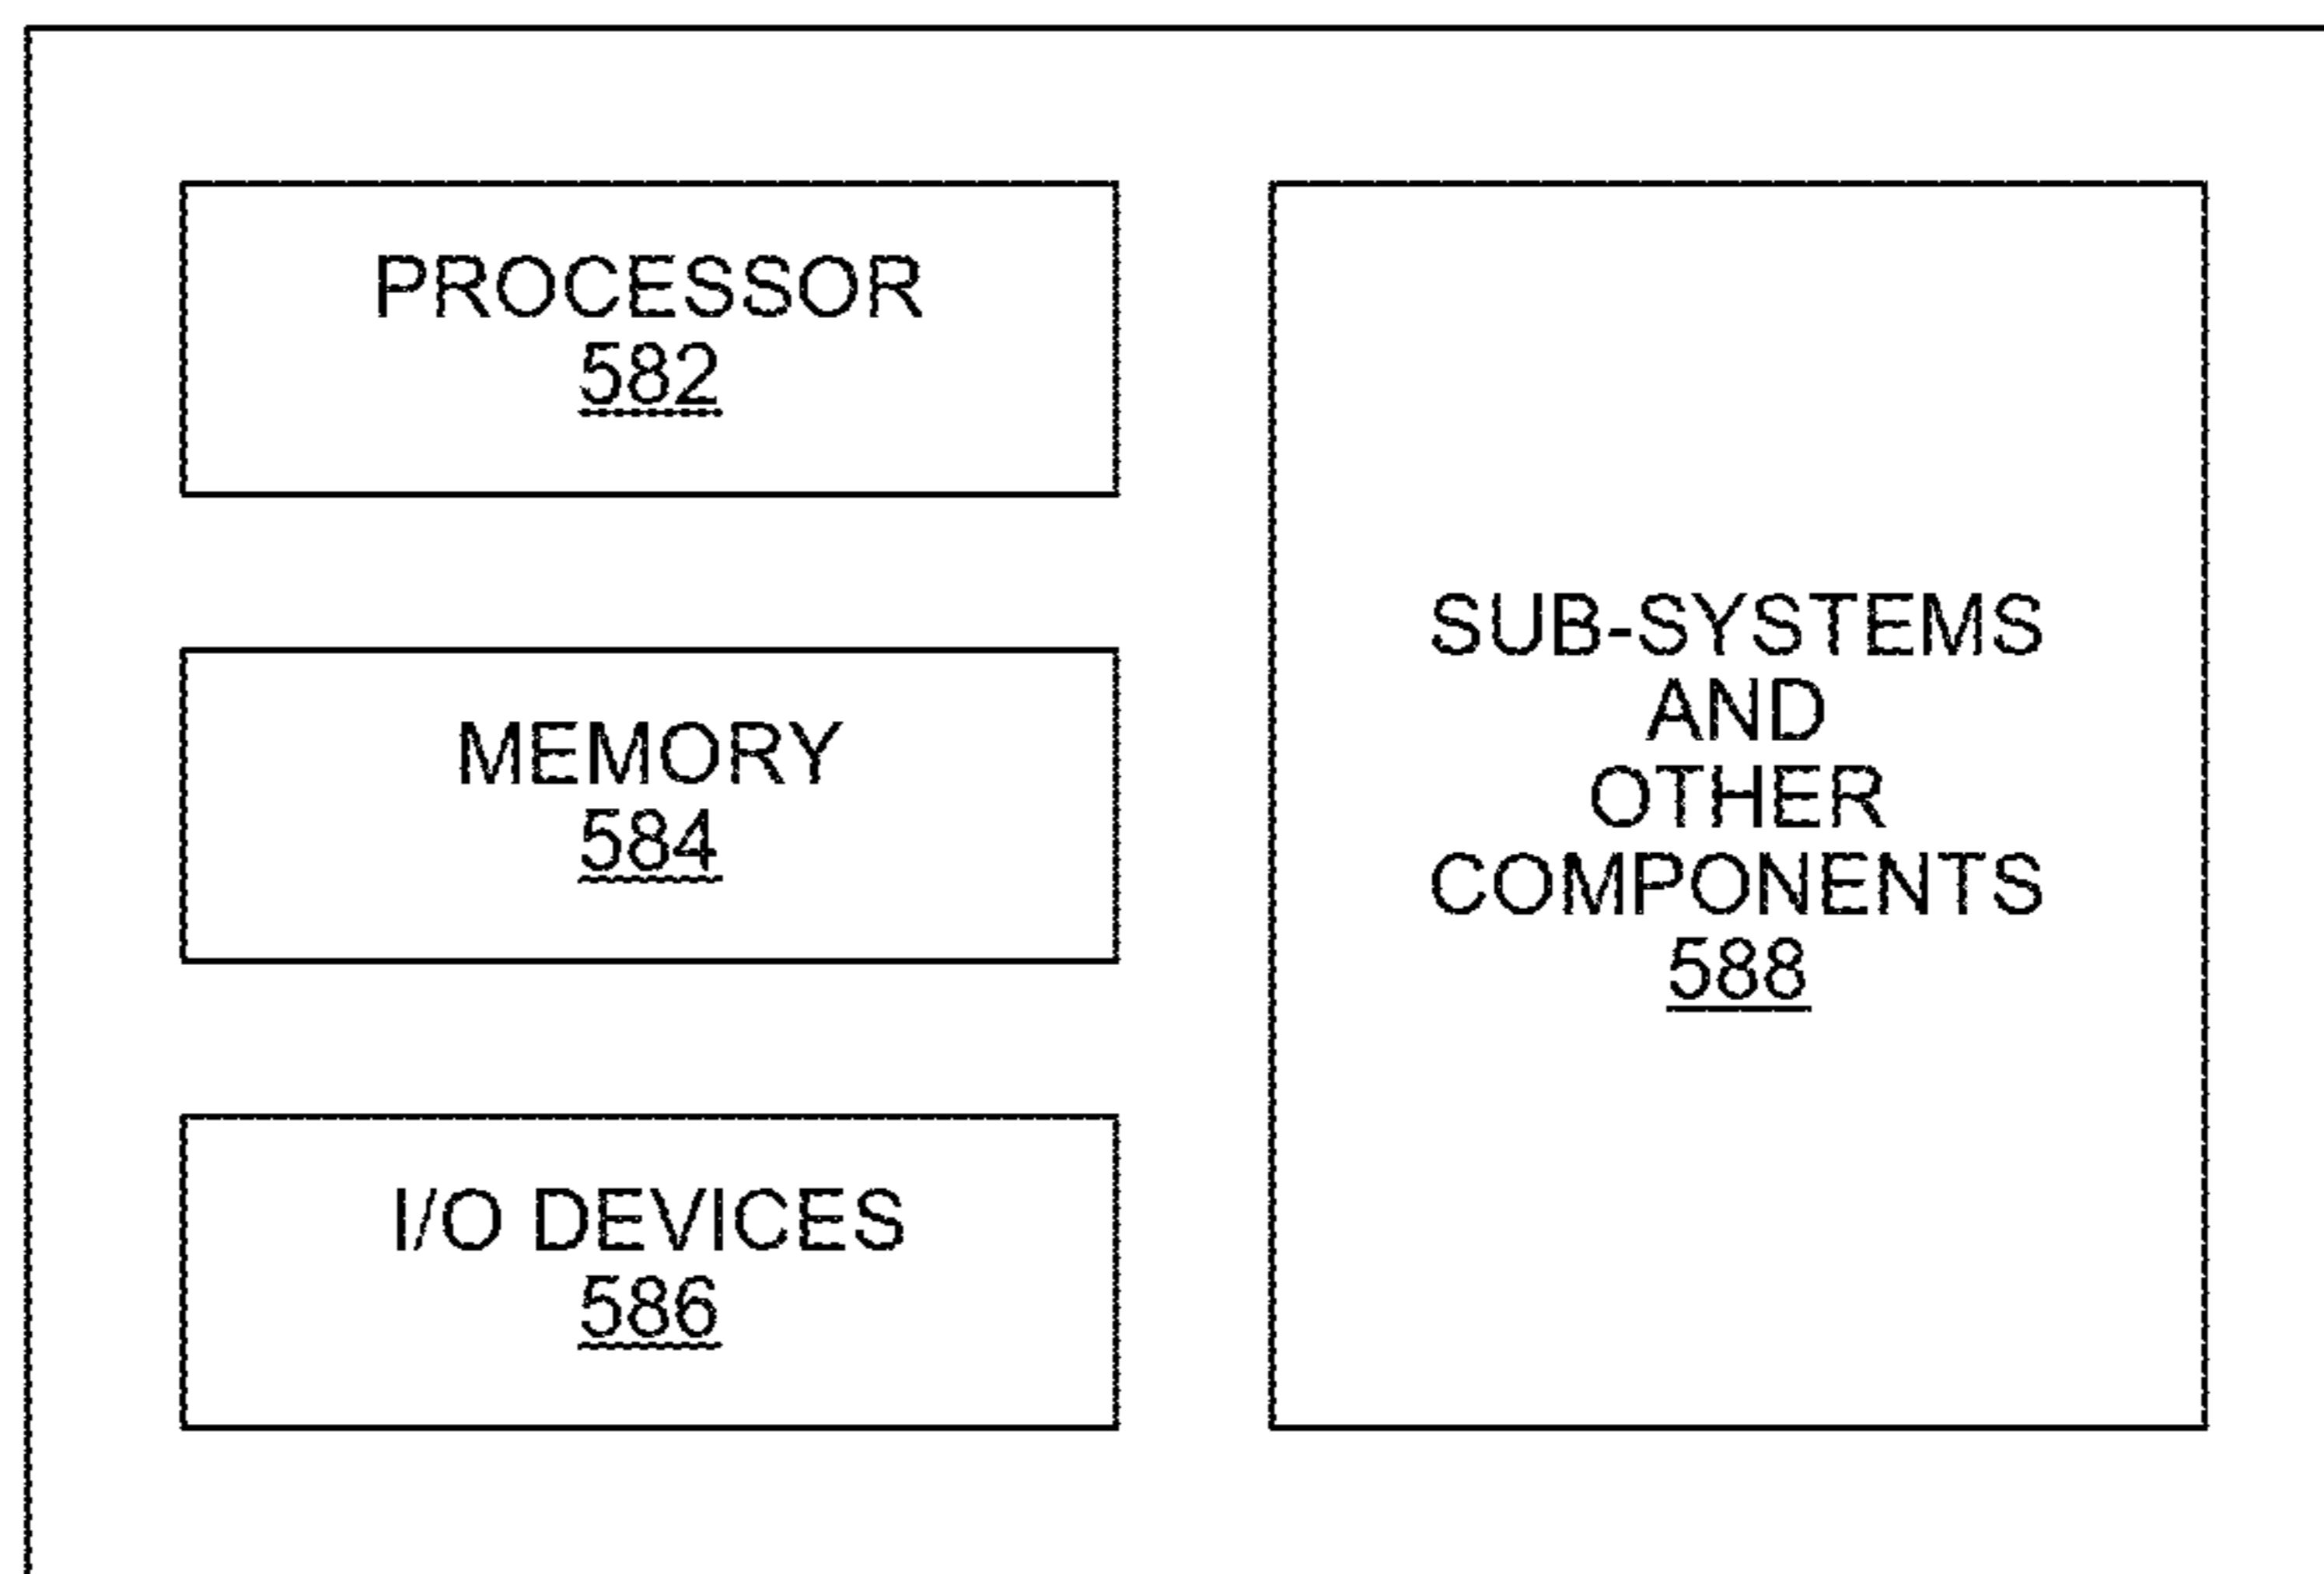 PROCESSOR
582
MEMORY
584
I/O DEVICES
586
SUB-SYSTEMS
AND
OTHER
COMPONENTS
588